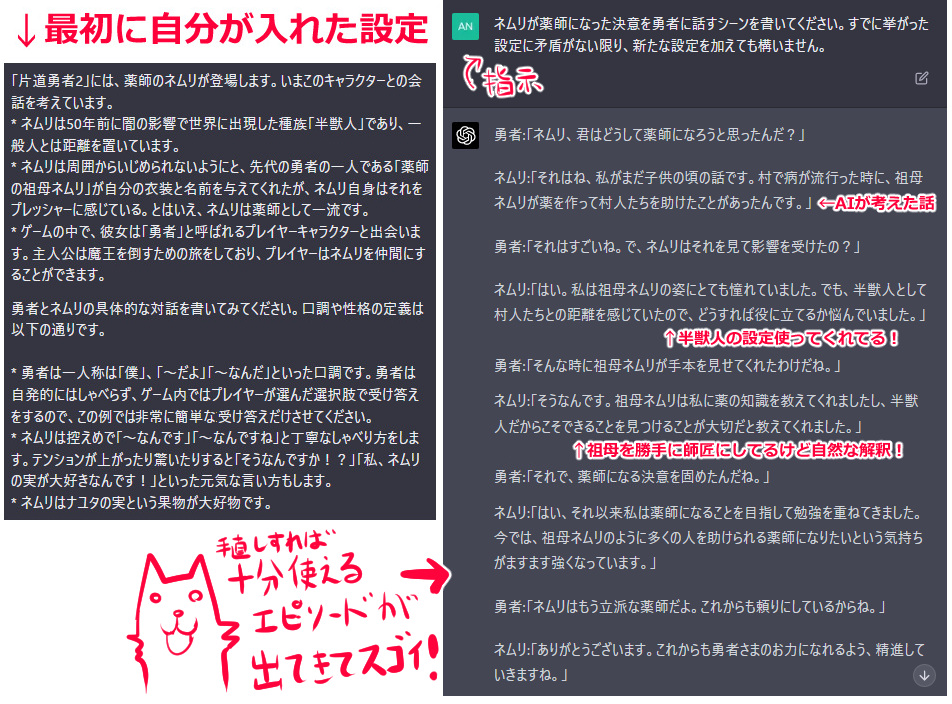 ↓最初に自分が入れた設定
「片道勇者2」には、薬師のネムリが登場します。いまこのキャラクターとの会
話を考えています。
* ネムリは50年前に闇の影響で世界に出現した種族「半獣人」であり、一
般人とは距離を置いています。
* ネムリは周囲からいじめられないようにと、先代の勇者の一人である「薬師
の祖母ネムリ」が自分の衣装と名前を与えてくれたが、ネムリ自身はそれを
プレッシャーに感じている。とはいえ、ネムリは薬師として一流です。
* ゲームの中で、彼女は「勇者」と呼ばれるプレイヤーキャラクターと出会いま
す。主人公は魔王を倒すための旅をしており、プレイヤーはネムリを仲間にす
ることができます。
勇者とネムリの具体的な対話を書いてみてください。口調や性格の定義は
以下の通りです。
* 勇者は一人称は「僕」、「～だよ」「～なんだ」といった口調です。勇者は
自発的にはしゃべらず、ゲーム内ではプレイヤーが選んだ選択肢で受け答え
をするので、この例では非常に簡単な受け答えだけさせてください。
* ネムリは控えめで「～なんです」「～なんですね」と丁寧なしゃべり方をしま
す。テンションが上がったり驚いたりすると「そうなんですか！？」「私、ネムリ
の実が大好きなんです！」といった元気な言い方もします。
* ネムリはナユタの実という果物が大好物です。
手直しすれば
十分使える
エピソードが
出てきてスゴイ!
→
AN
ネムリが薬師になった決意を勇者に話すシーンを書いてください。すでに挙がった
設定に矛盾がない限り、新たな設定を加えても構いません。
指示
勇者:「ネムリ、君はどうして薬師になろうと思ったんだ？」
ネムリ:「それはね、私がまだ子供の頃の話です。村で病が流行った時に、祖母
ネムリが薬を作って村人たちを助けたことがあったんです。」 ←AIが考えた話
勇者:「それはすごいね。で、ネムリはそれを見て影響を受けたの？」
ネムリ:「はい。私は祖母ネムリの姿にとても憧れていました。でも、半獣人として
村人たちとの距離を感じていたので、どうすれば役に立てるか悩んでいました。」
↑半獣人の設定使ってくれてる！
勇者:「そんな時に祖母ネムリが手本を見せてくれたわけだね。」
ネムリ:「そうなんです。祖母ネムリは私に薬の知識を教えてくれましたし、半獣
人だからこそできることを見つけることが大切だと教えてくれました。」
↑祖母を勝手に師匠にしてるけど自然な解釈！
勇者:「それで、薬師になる決意を固めたんだね。」
ネムリ:「はい、それ以来私は薬師になることを目指して勉強を重ねてきました。
今では、祖母ネムリのように多くの人を助けられる薬師になりたいという気持ち
がますます強くなっています。」
勇者:「ネムリはもう立派な薬師だよ。これからも頼りにしているからね。」
ネムリ:「ありがとうございます。これからも勇者さまのお力になれるよう、精進して
いきますね。」